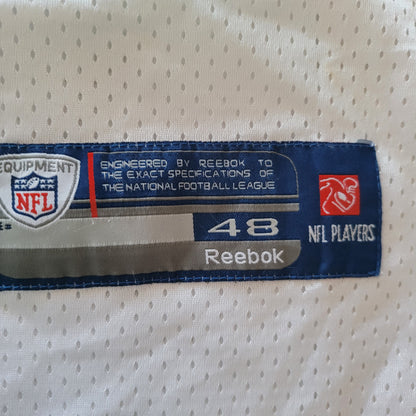 EQUIPMENT
NFL
ENGINEERED BY REEBOK TO
THE EXACT SPECIFICATIONS OF
THE NATIONAL FOOTBALL LEAGUE
48
Reebok
NFL PLAYERS